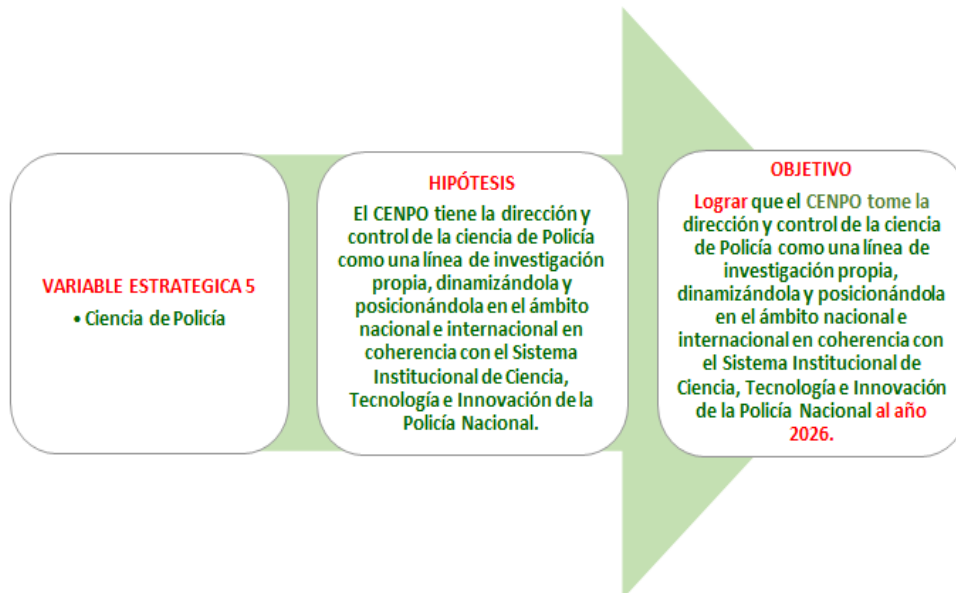 VARIABLE ESTRATEGICA 5
• Ciencia de Policía
HIPÓTESIS
El CENPO tiene la dirección y
control de la ciencia de Policía
como una línea de investigación
propia, dinamizándola y
posicionándola en el ámbito
nacional e internacional en
coherencia con el Sistema
Institucional de Ciencia,
Tecnología e Innovación de la
Policía Nacional.
OBJETIVO
Lograr que el CENPO tome la
dirección y control de la ciencia
de Policía como una línea de
investigación propia,
dinamizándola y posicionándola
en el ámbito nacional e
internacional en coherencia con
el Sistema Institucional de
Ciencia, Tecnología e Innovación
de la Policía Nacional al año
2026.